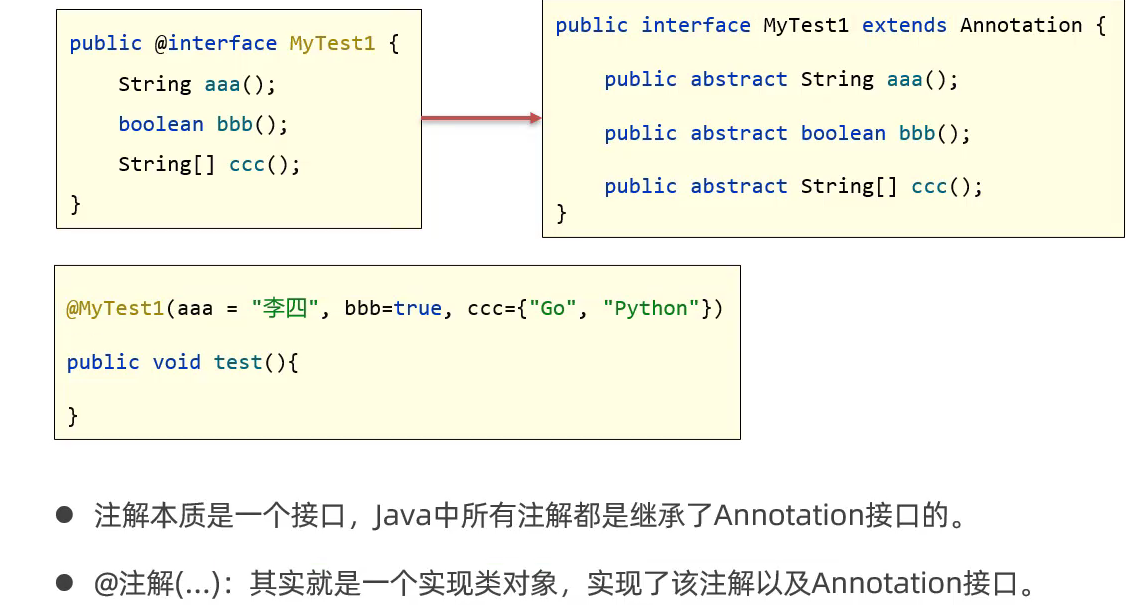 public @interface MyTest1 {
String aaa();
boolean bbb();
String[] ccc();
}
public interface MyTest1 extends Annotation {
public abstract String aaa();
public abstract boolean bbb();
public abstract String[] ccc();
}
@MyTest1(aaa = "李四", bbb=true, ccc={"Go", "Python"})
public void test(){
}
● 注解本质是一个接口，Java中所有注解都是继承了Annotation接口的。
● @注解(...)：其实就是一个实现类对象，实现了该注解以及Annotation接口。